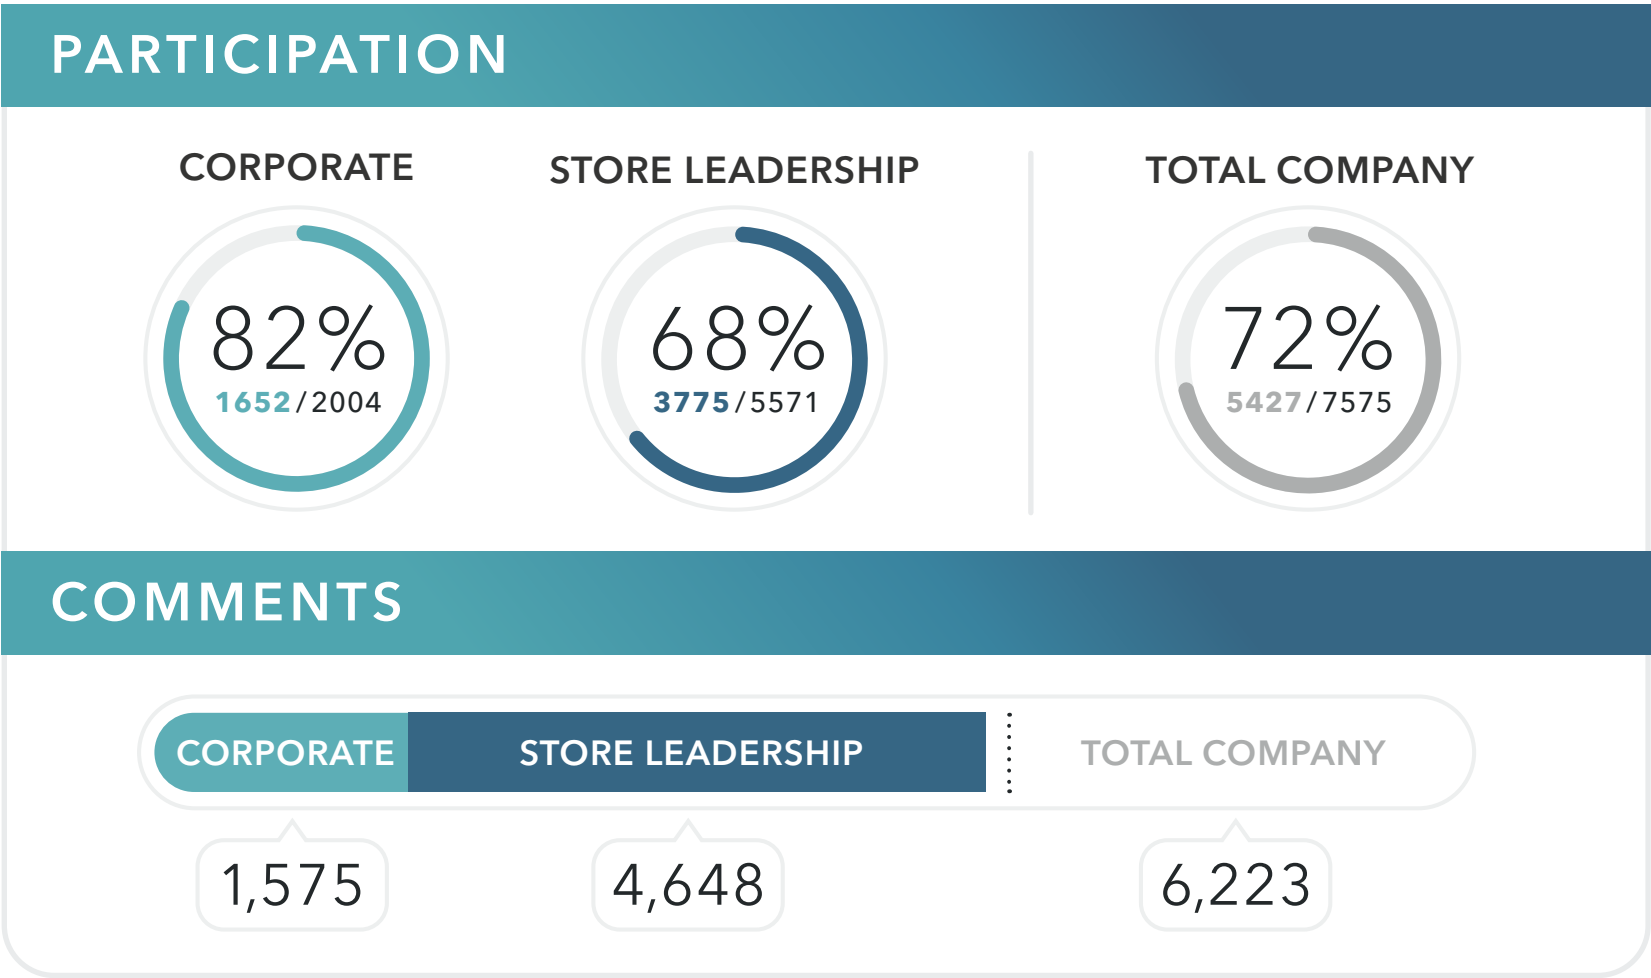 PARTICIPATION
CORPORATE
82%
1652/2004
STORE LEADERSHIP
68%
3775/5571
TOTAL COMPANY
72%
5427/7575
COMMENTS
CORPORATE
STORE LEADERSHIP
TOTAL COMPANY
1,575
4,648
6,223